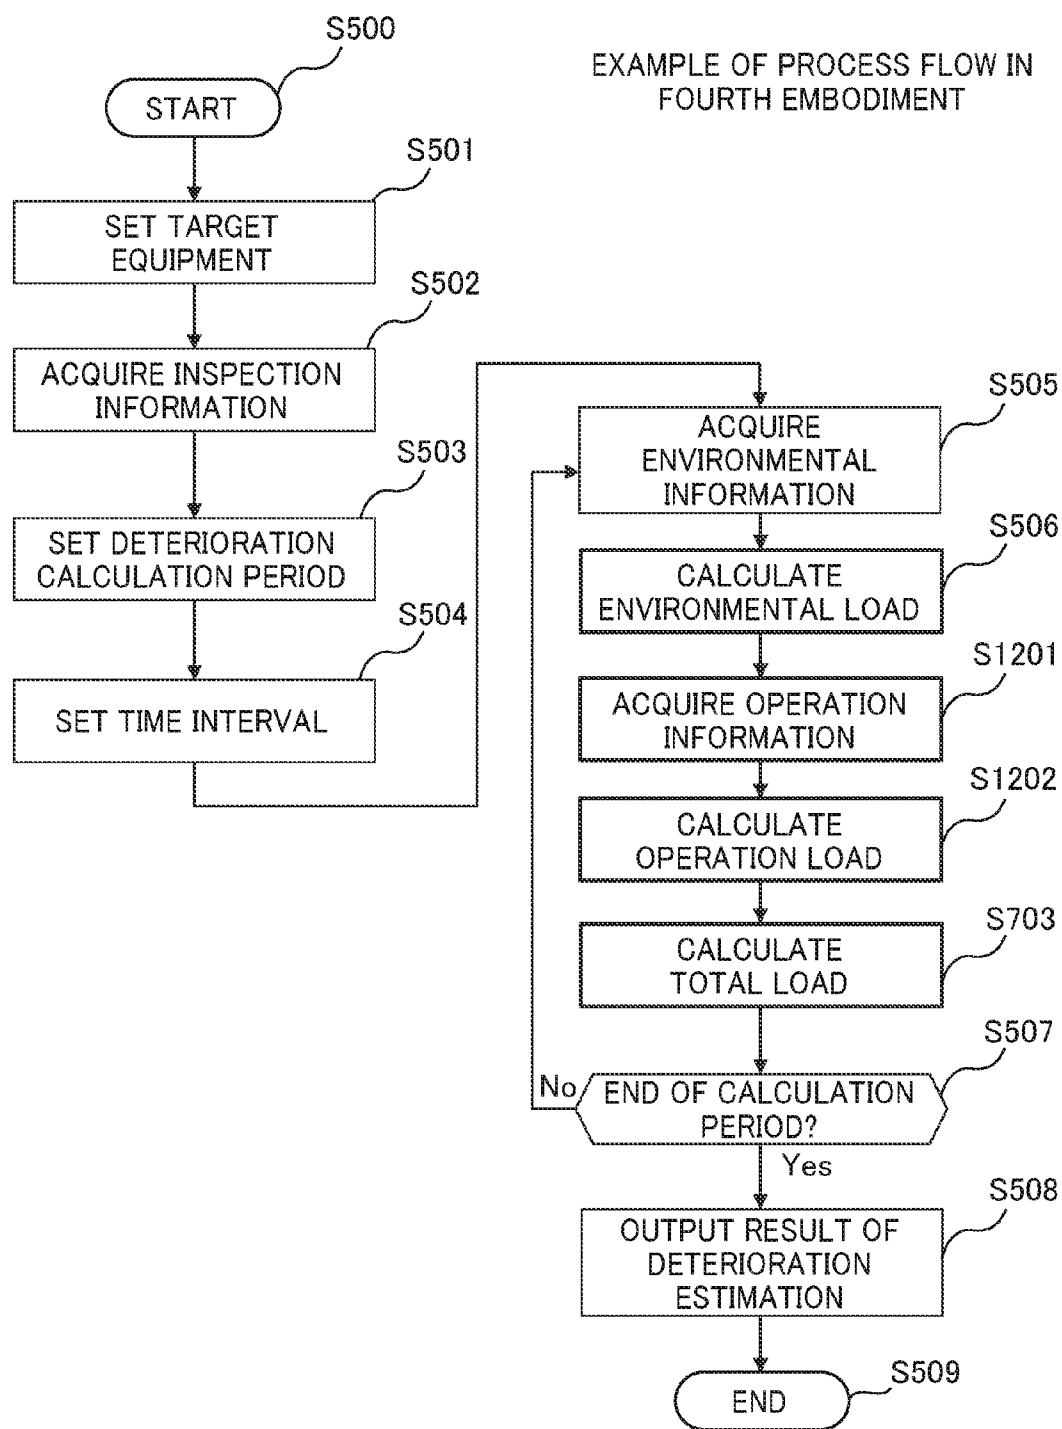 EXAMPLE OF PROCESS FLOW IN
FOURTH EMBODIMENT
S500
START
S501
SET TARGET
EQUIPMENT
S502
ACQUIRE INSPECTION
INFORMATION
S503
SET DETERIORATION
CALCULATION PERIOD
S504
SET TIME INTERVAL
S505
ACQUIRE
ENVIRONMENTAL
INFORMATION
S506
CALCULATE
ENVIRONMENTAL LOAD
S1201
ACQUIRE OPERATION
INFORMATION
S1202
CALCULATE
OPERATION LOAD
S703
CALCULATE
TOTAL LOAD
S507
No
END OF CALCULATION
PERIOD?
Yes
S508
OUTPUT RESULT OF
DETERIORATION
ESTIMATION
S509
END